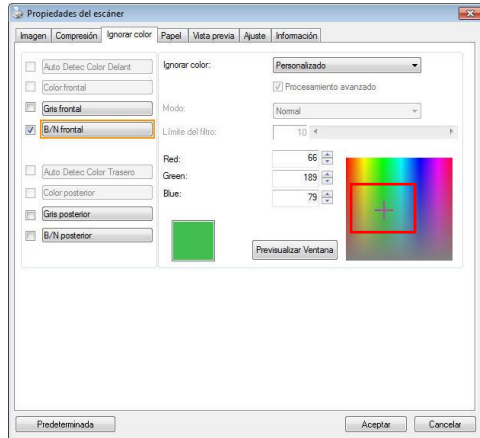 Propiedades del escáner
Imagen Compresión Ignorar color Papel Vista previa Ajuste Información
Auto Detec Color Delant
Color frontal
Gris frontal
B/N frontal
Auto Detec Color Trasero
Color posterior
Gris posterior
B/N posterior
Ignorar color: Personalizado
Procesamiento avanzado
Modo: Normal
Límite del filtro: 10
Red: 66
Green: 189
Blue: 79
Previsualizar Ventana
Predeterminada Aceptar Cancelar